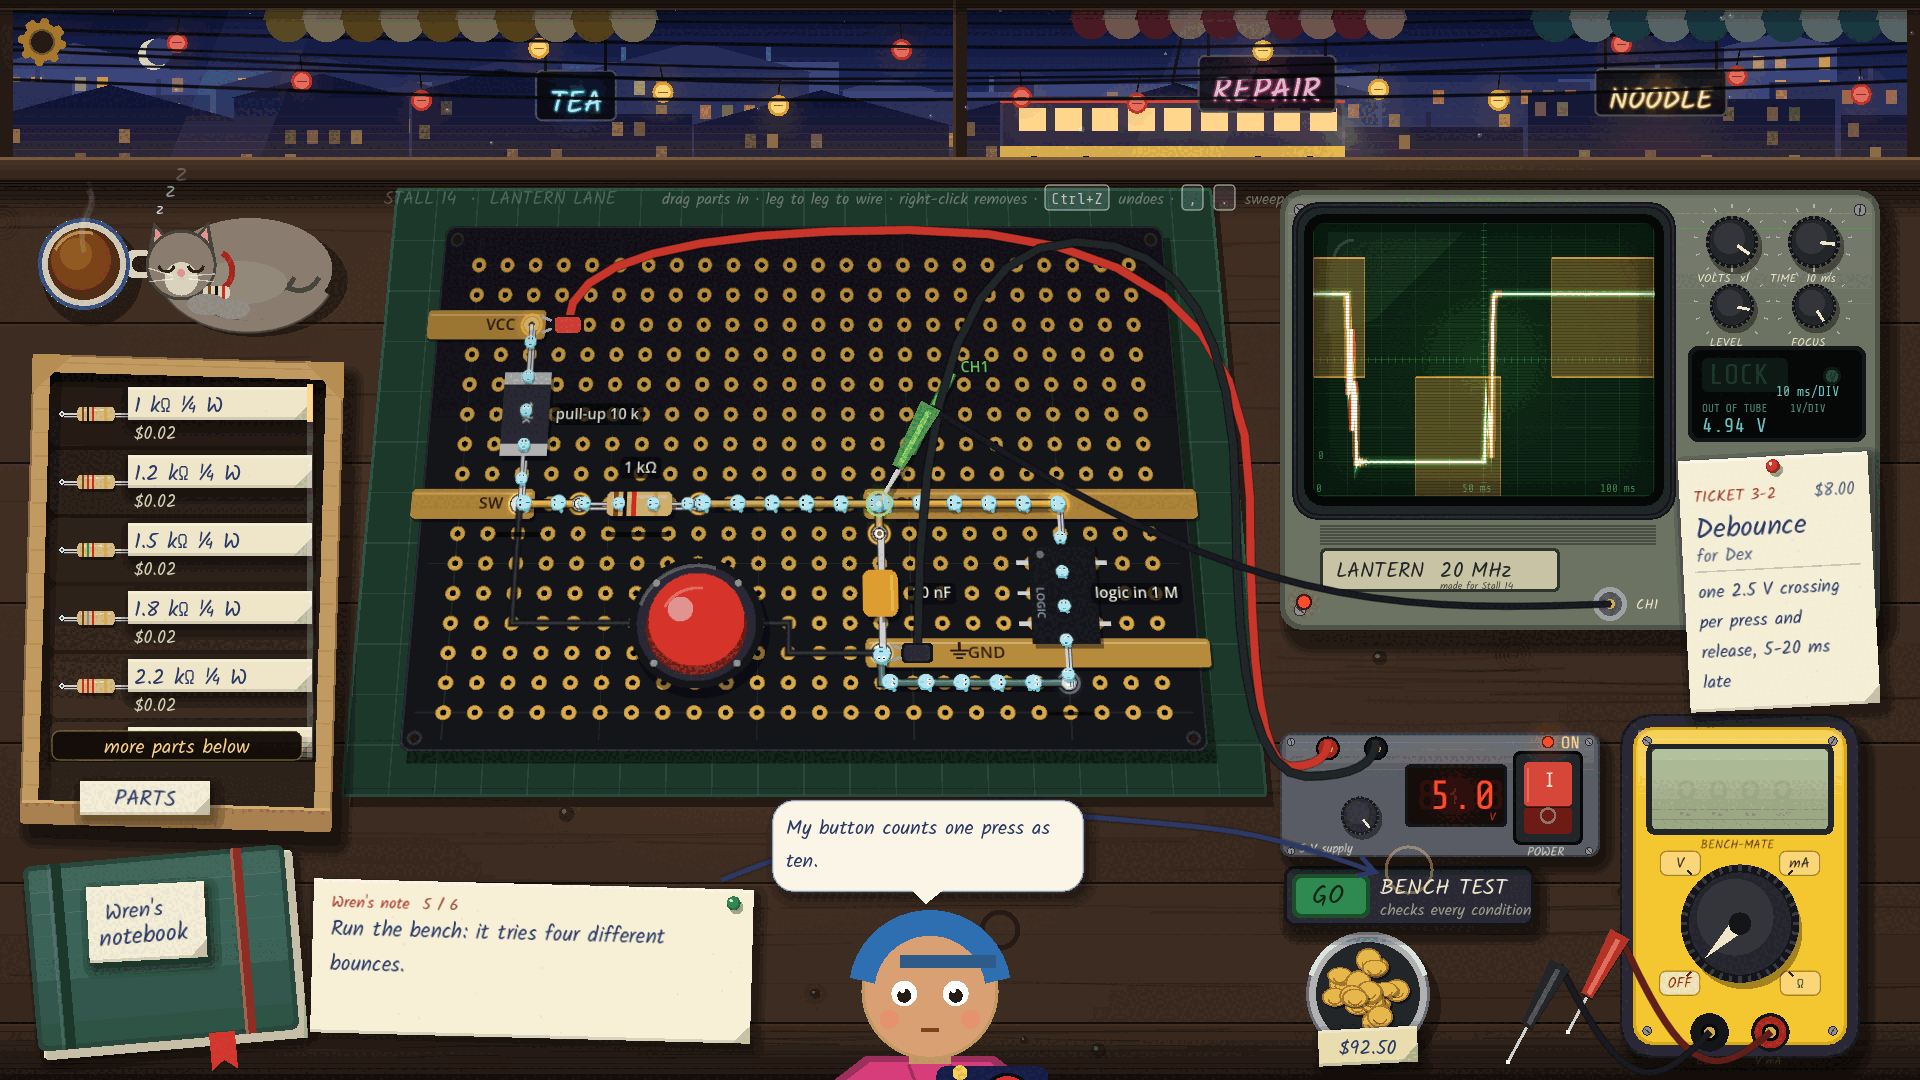 TEA
REPAIR
NOODLE
STALL 14 · LANTERN LANE
drag parts in · leg to leg to wire · right-click removes · Ctrl+Z undoes · , . sweep
VCC
pull-up 10 k
1 kΩ
SW
CH1
0 nF
LOGIC
logic in 1 M
GND
1 kΩ ¼ W
$0.02
1.2 kΩ ¼ W
$0.02
1.5 kΩ ¼ W
$0.02
1.8 kΩ ¼ W
$0.02
2.2 kΩ ¼ W
$0.02
more parts below
PARTS
0
0
50 ms
100 ms
VOLTS x1
TIME 10 m/s
LEVEL
FOCUS
LOCK
10 ms/DIV
OUT OF TUBE
1V/DIV
4.94 V
LANTERN 20 MHz
made for Stall 14
CH1
TICKET 3-2
$8.00
Debounce
for Dex
one 2.5 V crossing
per press and
release, 5-20 ms
late
ON
5.0
V
V supply
POWER
I
GO
BENCH TEST
checks every condition
BENCH-MATE
V
mA
OFF
Ω
$92.50
My button counts one press as
ten.
Wren's
notebook
Wren's note 5 / 6
Run the bench: it tries four different
bounces.
z
z
z